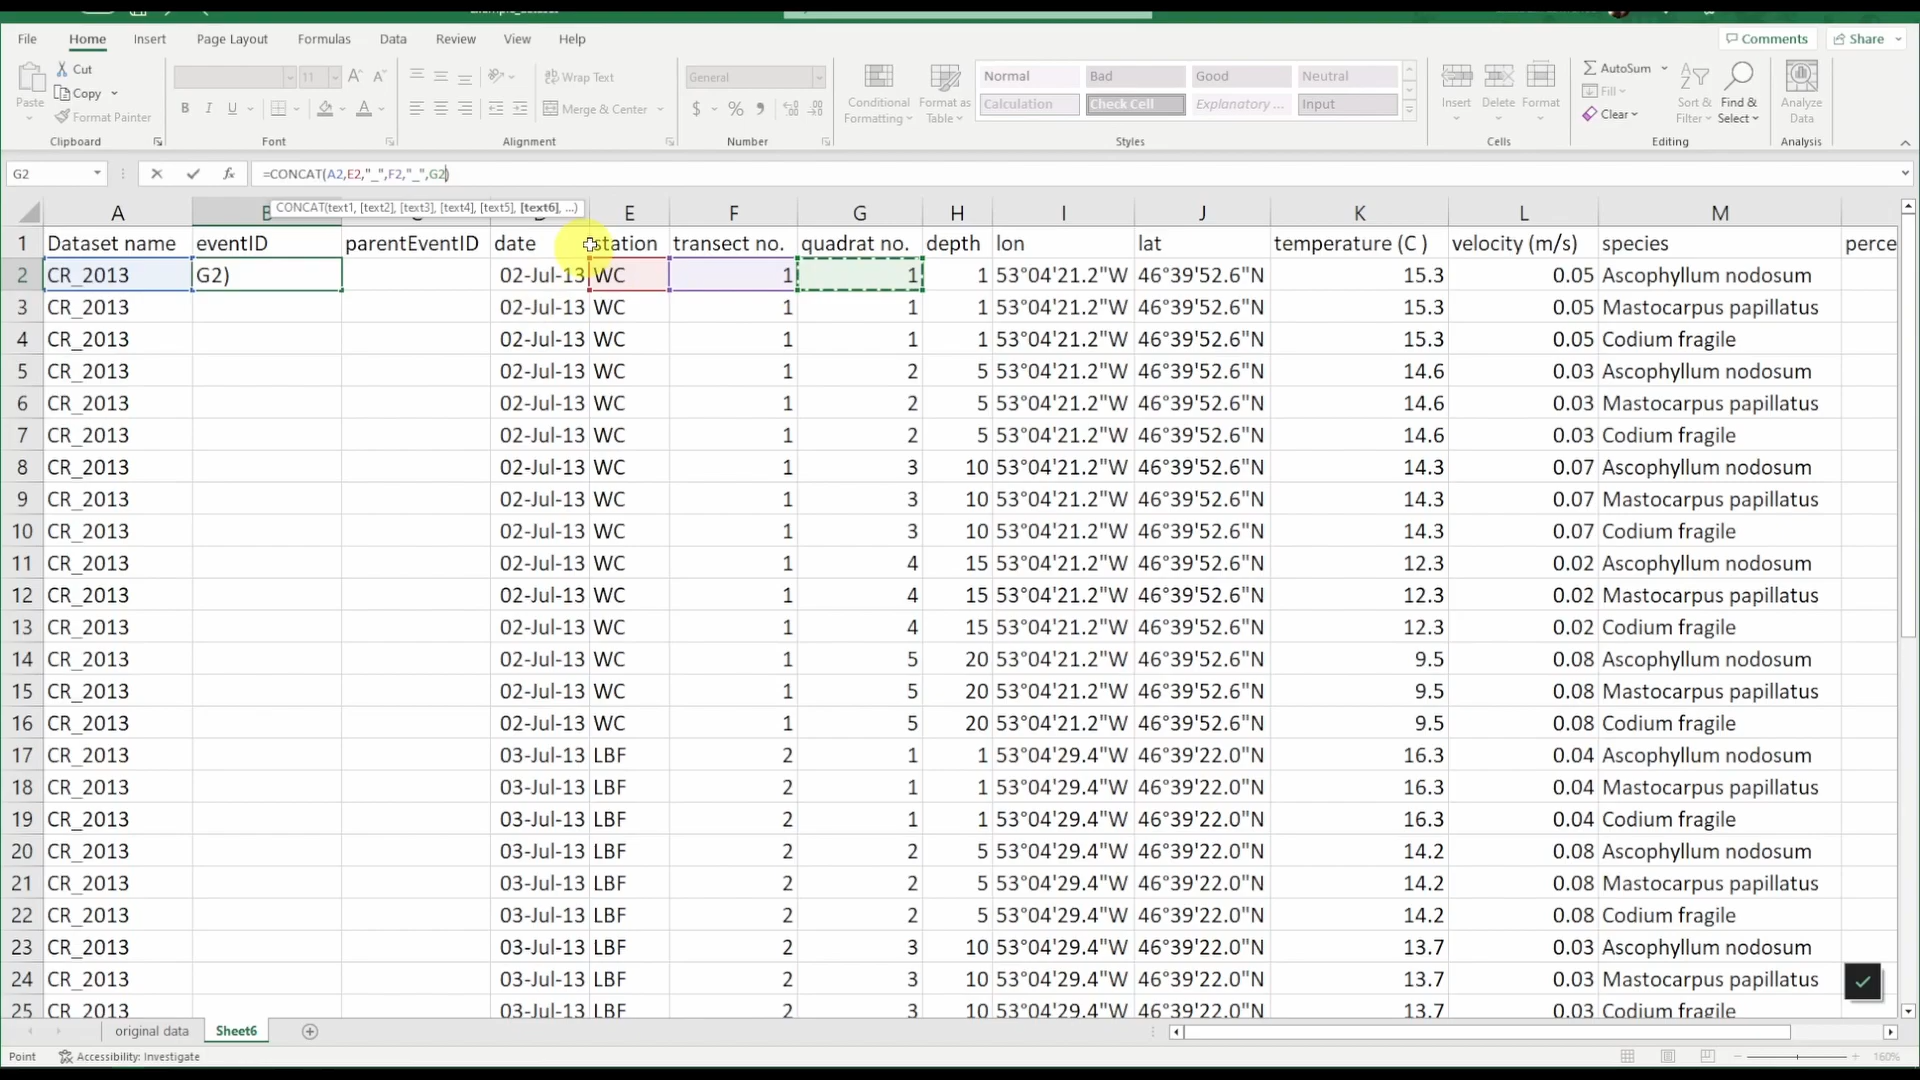 File Home Insert Page Layout Formulas Data Review View Help Comments Share
Cut
Copy
Format Painter
Paste
Clipboard
11
Font
Wrap Text
Merge & Center
Alignment
General
Number
Conditional Formatting
Format as Table
Normal Bad Good Neutral
Calculation Check Cell Explanatory ... Input
Styles
Insert Delete Format
Cells
AutoSum
Fill
Clear
Sort & Filter
Find & Select
Editing
Analyze Data
Analysis
G2 fx =CONCAT(A2,E2,"_",F2,"_",G2)
CONCAT(text1, [text2], [text3], [text4], [text5], [text6], ...)
A B E F G H I J K L M
1 Dataset name eventID parentEventID date station transect no. quadrat no. depth lon lat temperature (C ) velocity (m/s) species perce
2 CR_2013 G2) 02-Jul-13 WC 1 1 1 53°04'21.2"W 46°39'52.6"N 15.3 0.05 Ascophyllum nodosum
3 CR_2013 02-Jul-13 WC 1 1 1 53°04'21.2"W 46°39'52.6"N 15.3 0.05 Mastocarpus papillatus
4 CR_2013 02-Jul-13 WC 1 1 1 53°04'21.2"W 46°39'52.6"N 15.3 0.05 Codium fragile
5 CR_2013 02-Jul-13 WC 1 2 5 53°04'21.2"W 46°39'52.6"N 14.6 0.03 Ascophyllum nodosum
6 CR_2013 02-Jul-13 WC 1 2 5 53°04'21.2"W 46°39'52.6"N 14.6 0.03 Mastocarpus papillatus
7 CR_2013 02-Jul-13 WC 1 2 5 53°04'21.2"W 46°39'52.6"N 14.6 0.03 Codium fragile
8 CR_2013 02-Jul-13 WC 1 3 10 53°04'21.2"W 46°39'52.6"N 14.3 0.07 Ascophyllum nodosum
9 CR_2013 02-Jul-13 WC 1 3 10 53°04'21.2"W 46°39'52.6"N 14.3 0.07 Mastocarpus papillatus
10 CR_2013 02-Jul-13 WC 1 3 10 53°04'21.2"W 46°39'52.6"N 14.3 0.07 Codium fragile
11 CR_2013 02-Jul-13 WC 1 4 15 53°04'21.2"W 46°39'52.6"N 12.3 0.02 Ascophyllum nodosum
12 CR_2013 02-Jul-13 WC 1 4 15 53°04'21.2"W 46°39'52.6"N 12.3 0.02 Mastocarpus papillatus
13 CR_2013 02-Jul-13 WC 1 4 15 53°04'21.2"W 46°39'52.6"N 12.3 0.02 Codium fragile
14 CR_2013 02-Jul-13 WC 1 5 20 53°04'21.2"W 46°39'52.6"N 9.5 0.08 Ascophyllum nodosum
15 CR_2013 02-Jul-13 WC 1 5 20 53°04'21.2"W 46°39'52.6"N 9.5 0.08 Mastocarpus papillatus
16 CR_2013 02-Jul-13 WC 1 5 20 53°04'21.2"W 46°39'52.6"N 9.5 0.08 Codium fragile
17 CR_2013 03-Jul-13 LBF 2 1 1 53°04'29.4"W 46°39'22.0"N 16.3 0.04 Ascophyllum nodosum
18 CR_2013 03-Jul-13 LBF 2 1 1 53°04'29.4"W 46°39'22.0"N 16.3 0.04 Mastocarpus papillatus
19 CR_2013 03-Jul-13 LBF 2 1 1 53°04'29.4"W 46°39'22.0"N 16.3 0.04 Codium fragile
20 CR_2013 03-Jul-13 LBF 2 2 5 53°04'29.4"W 46°39'22.0"N 14.2 0.08 Ascophyllum nodosum
21 CR_2013 03-Jul-13 LBF 2 2 5 53°04'29.4"W 46°39'22.0"N 14.2 0.08 Mastocarpus papillatus
22 CR_2013 03-Jul-13 LBF 2 2 5 53°04'29.4"W 46°39'22.0"N 14.2 0.08 Codium fragile
23 CR_2013 03-Jul-13 LBF 2 3 10 53°04'29.4"W 46°39'22.0"N 13.7 0.03 Ascophyllum nodosum
24 CR_2013 03-Jul-13 LBF 2 3 10 53°04'29.4"W 46°39'22.0"N 13.7 0.03 Mastocarpus papillatus
25 CR_2013 03-Jul-13 LBF 2 3 10 53°04'29.4"W 46°39'22.0"N 13.7 0.03 Codium fragile
original data Sheet6
Point Accessibility: Investigate 160%